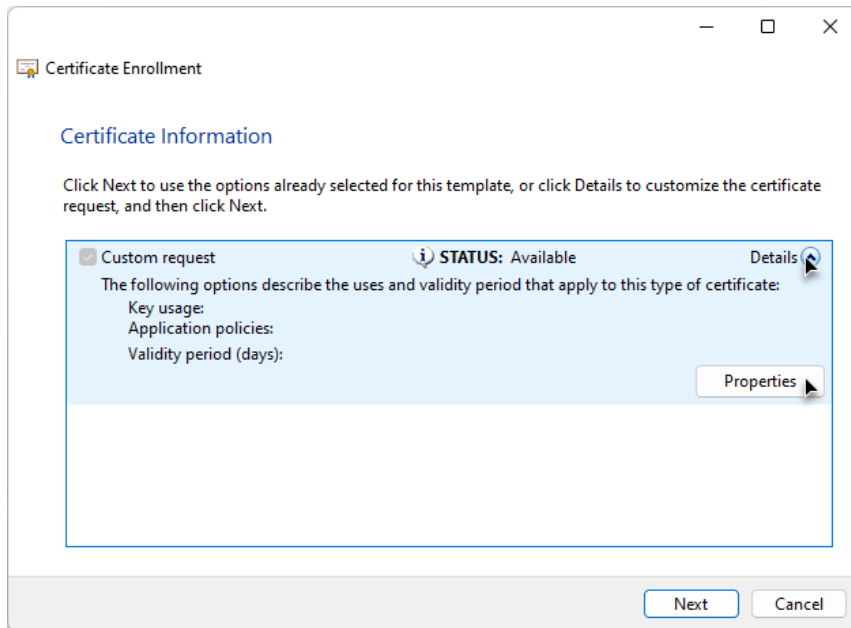 Certificate Enrollment
Certificate Information
Click Next to use the options already selected for this template, or click Details to customize the certificate
request, and then click Next.
Custom request STATUS: Available Details
The following options describe the uses and validity period that apply to this type of certificate:
Key usage:
Application policies:
Validity period (days):
Properties
Next Cancel